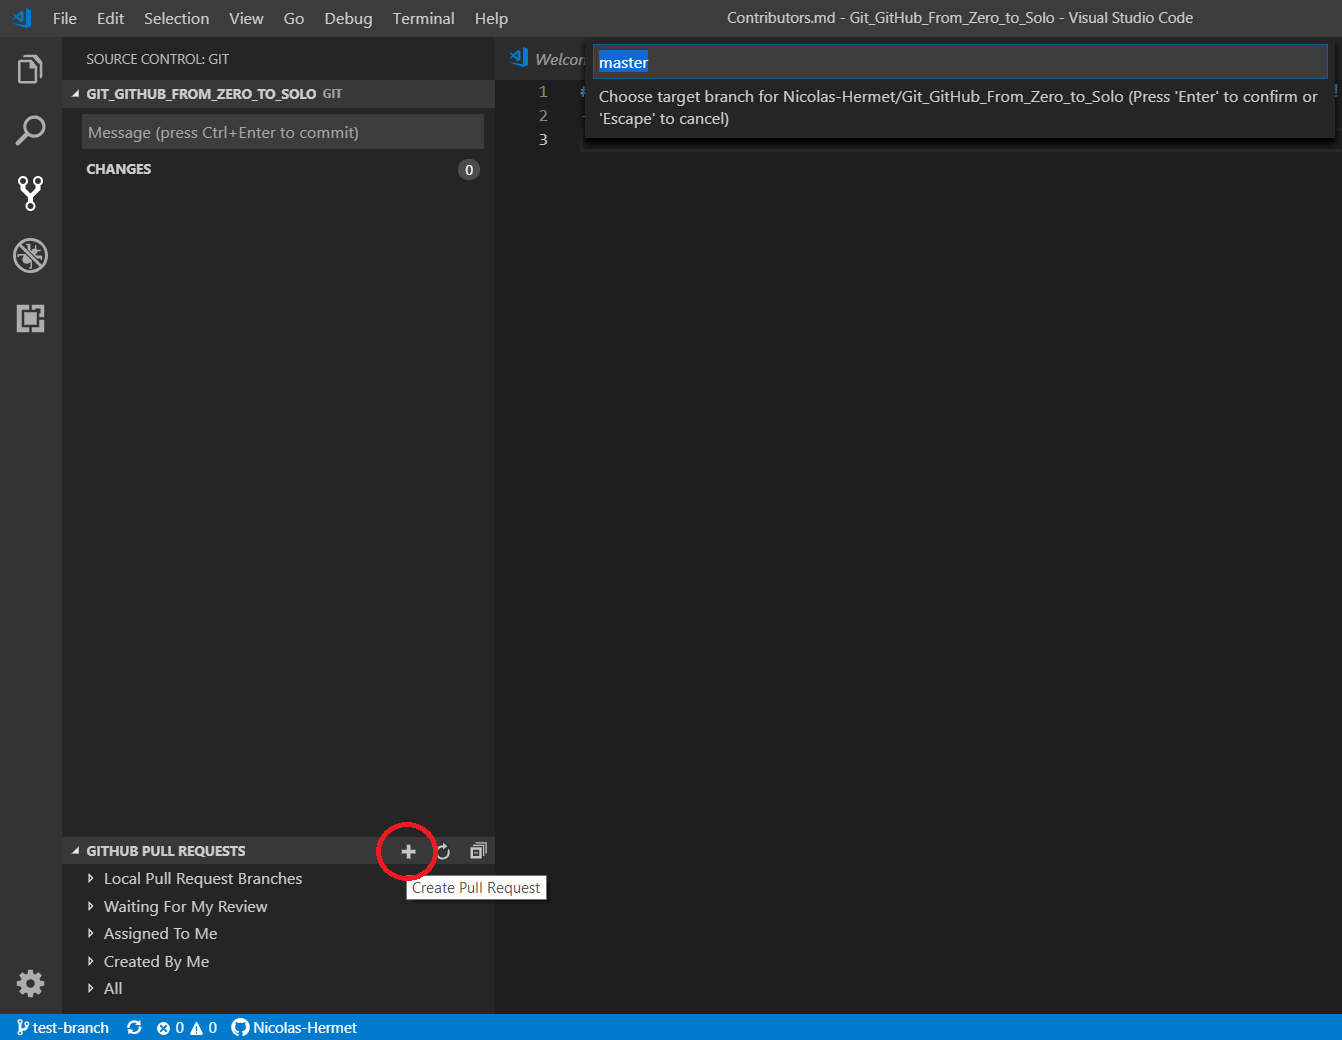 File Edit Selection View Go Debug Terminal Help Contributors.md - Git_GitHub_From_Zero_to_Solo - Visual Studio Code
SOURCE CONTROL: GIT
GIT_GITHUB_FROM_ZERO_TO_SOLO GIT
Message (press Ctrl+Enter to commit)
CHANGES 0
master
Choose target branch for Nicolas-Hermet/Git_GitHub_From_Zero_to_Solo (Press 'Enter' to confirm or
'Escape' to cancel)
1
2
3
GITHUB PULL REQUESTS
Create Pull Request
Local Pull Request Branches
Waiting For My Review
Assigned To Me
Created By Me
All
test-branch 0 0 Nicolas-Hermet